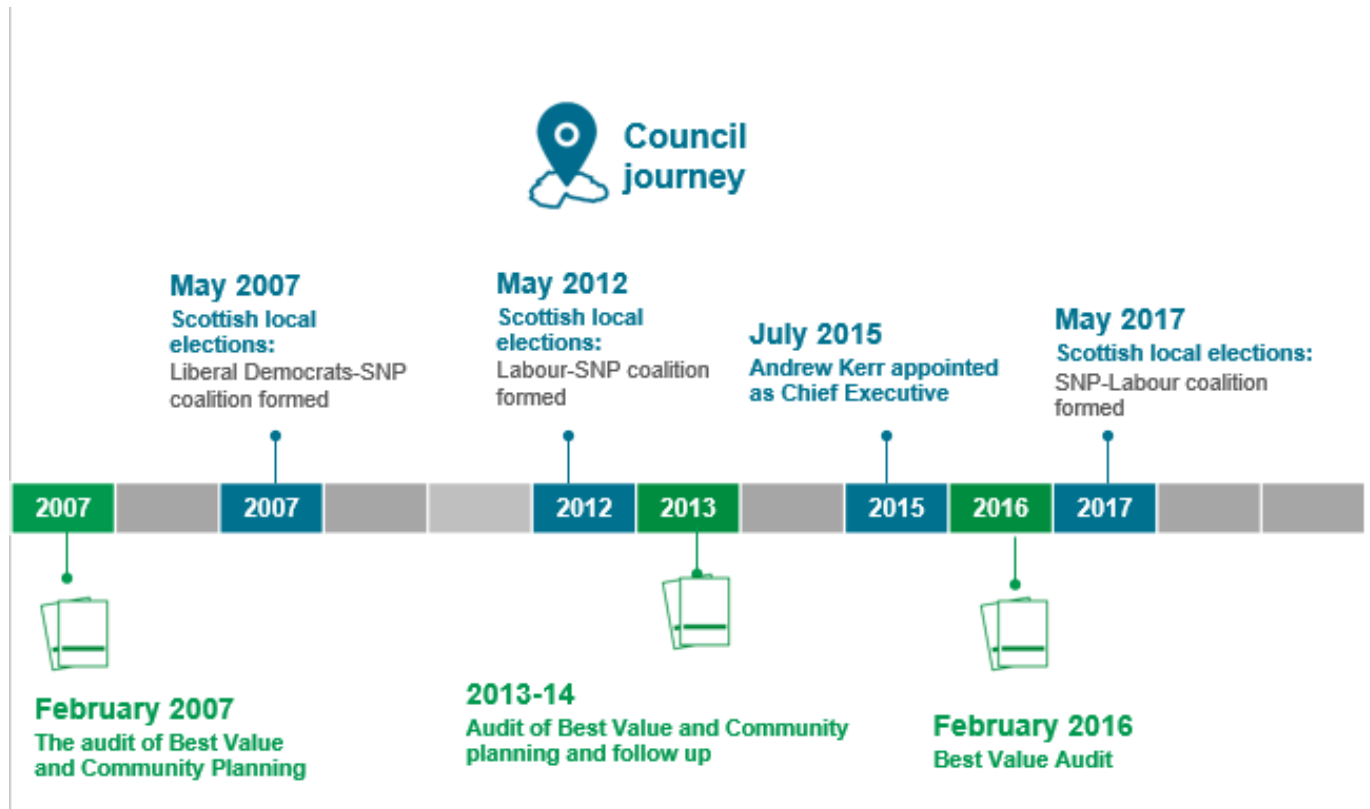 Council
journey
May 2007
Scottish local
elections:
Liberal Democrats-SNP
coalition formed
May 2012
Scottish local
elections:
Labour-SNP coalition
formed
July 2015
Andrew Kerr appointed
as Chief Executive
May 2017
Scottish local elections:
SNP-Labour coalition
formed
2007
2007
2012
2013
2015
2016
2017
February 2007
The audit of Best Value
and Community Planning
2013-14
Audit of Best Value and Community
planning and follow up
February 2016
Best Value Audit